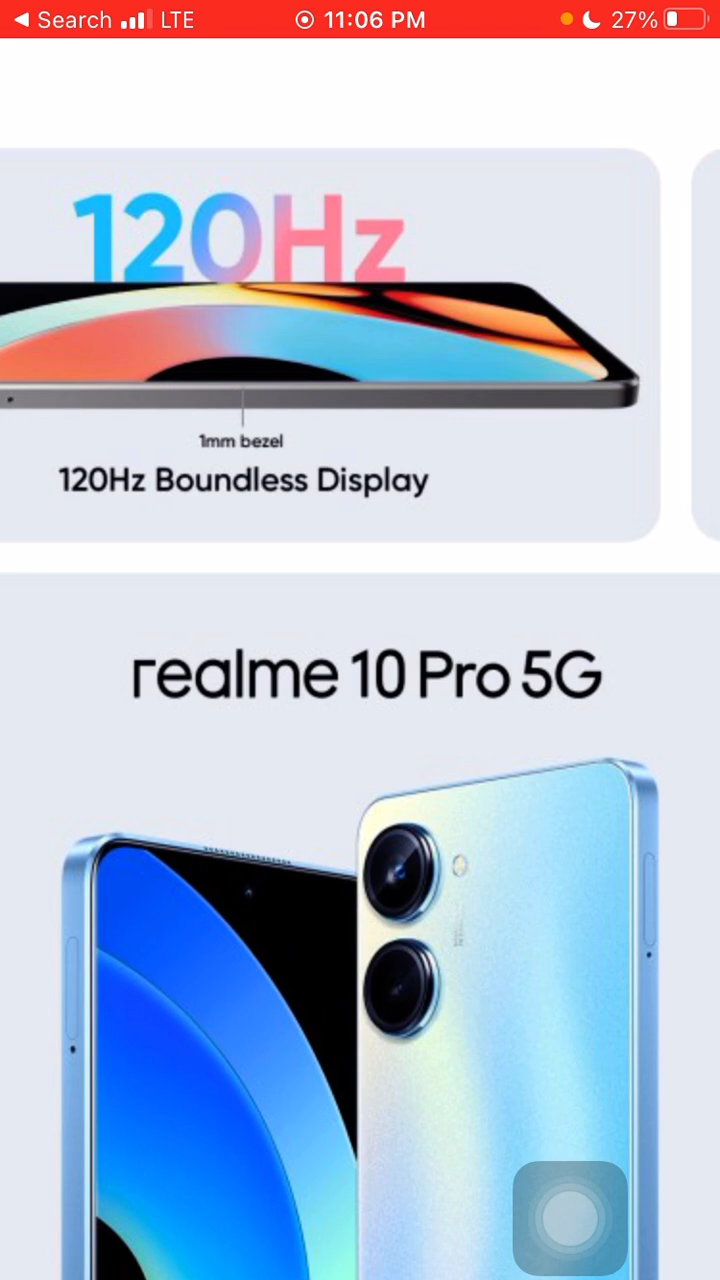 Search LTE 11:06 PM 27%
120Hz
1mm bezel
120Hz Boundless Display
realme 10 Pro 5G